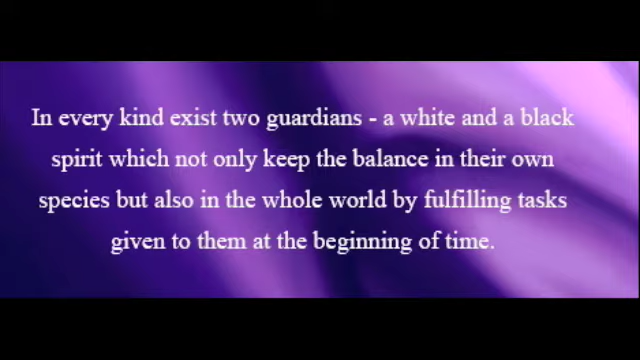 In every kind exist two guardians - a white and a black
spirit which not only keep the balance in their own
species but also in the whole world by fulfilling tasks
given to them at the beginning of time.